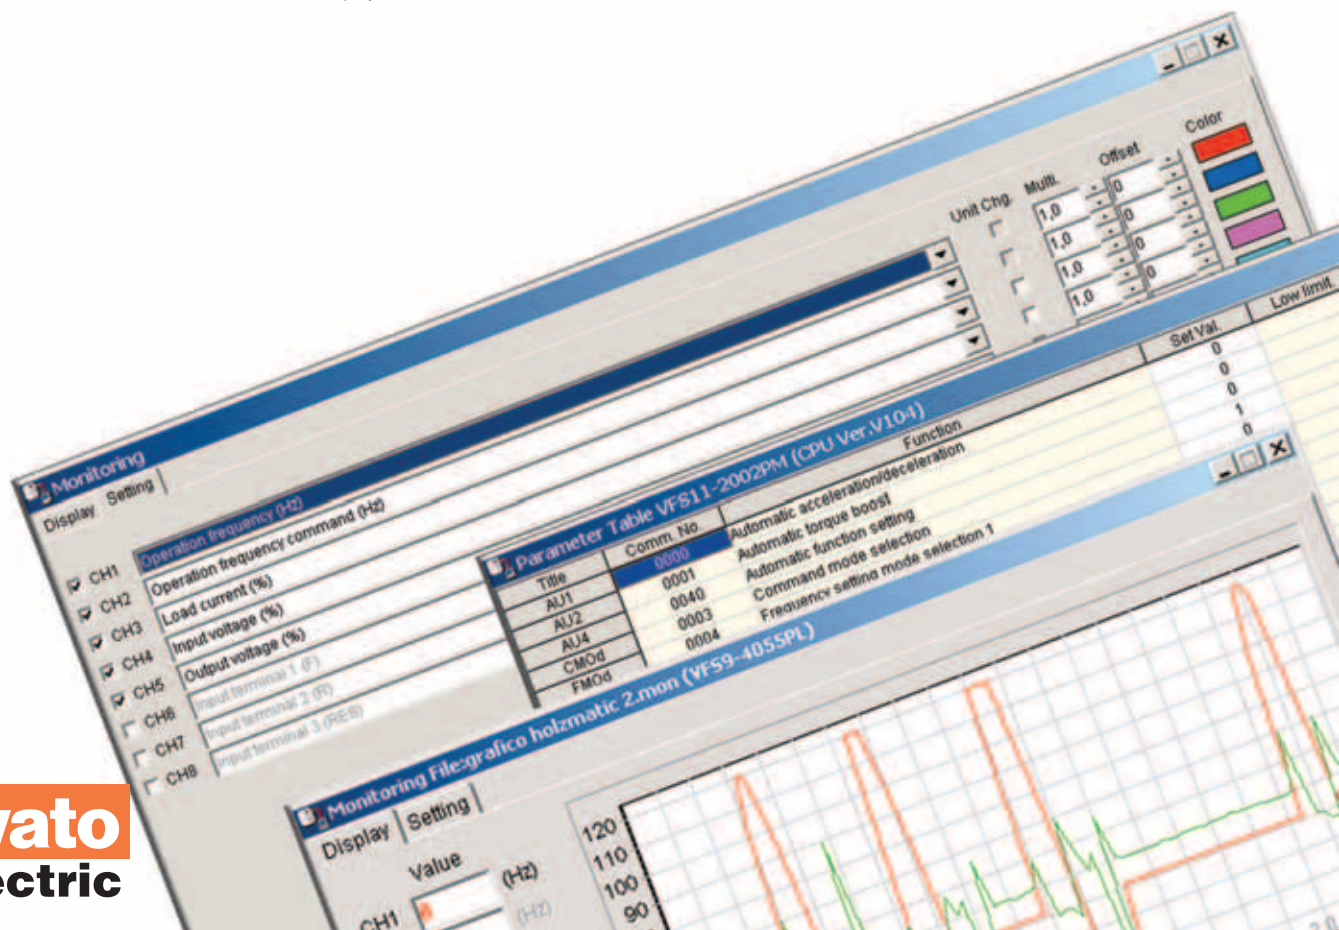 Monitoring
Display Setting
Unit Chg. Multi. Offset Color
CH1 Operation frequency (Hz) 1,0 0
CH2 Operation frequency command (Hz) 1,0 0
CH3 Load current (%) 1,0 0
CH4 Input voltage (%) 1,0 0
CH5 Output voltage (%)
CH6 Input terminal 1 (F)
CH7 Input terminal 2 (R)
CH8 Input terminal 3 (RES)
Parameter Table VFS11-2002PM (CPU Ver.V104)
Title Comm. No. Function Set Val. Low limit
AU1 0000 Automatic acceleration/deceleration 0
AU2 0001 Automatic torque boost 0
AU4 0040 Automatic function setting 0
CMOd 0003 Command mode selection 1
FMOd 0004 Frequency setting mode selection 1 0
Monitoring File:grafico holzmatic 2.mon (VFS9-4055PL)
Display Setting
Value
CH1 (Hz)
(Hz)
120
110
100
90
vato
ectric